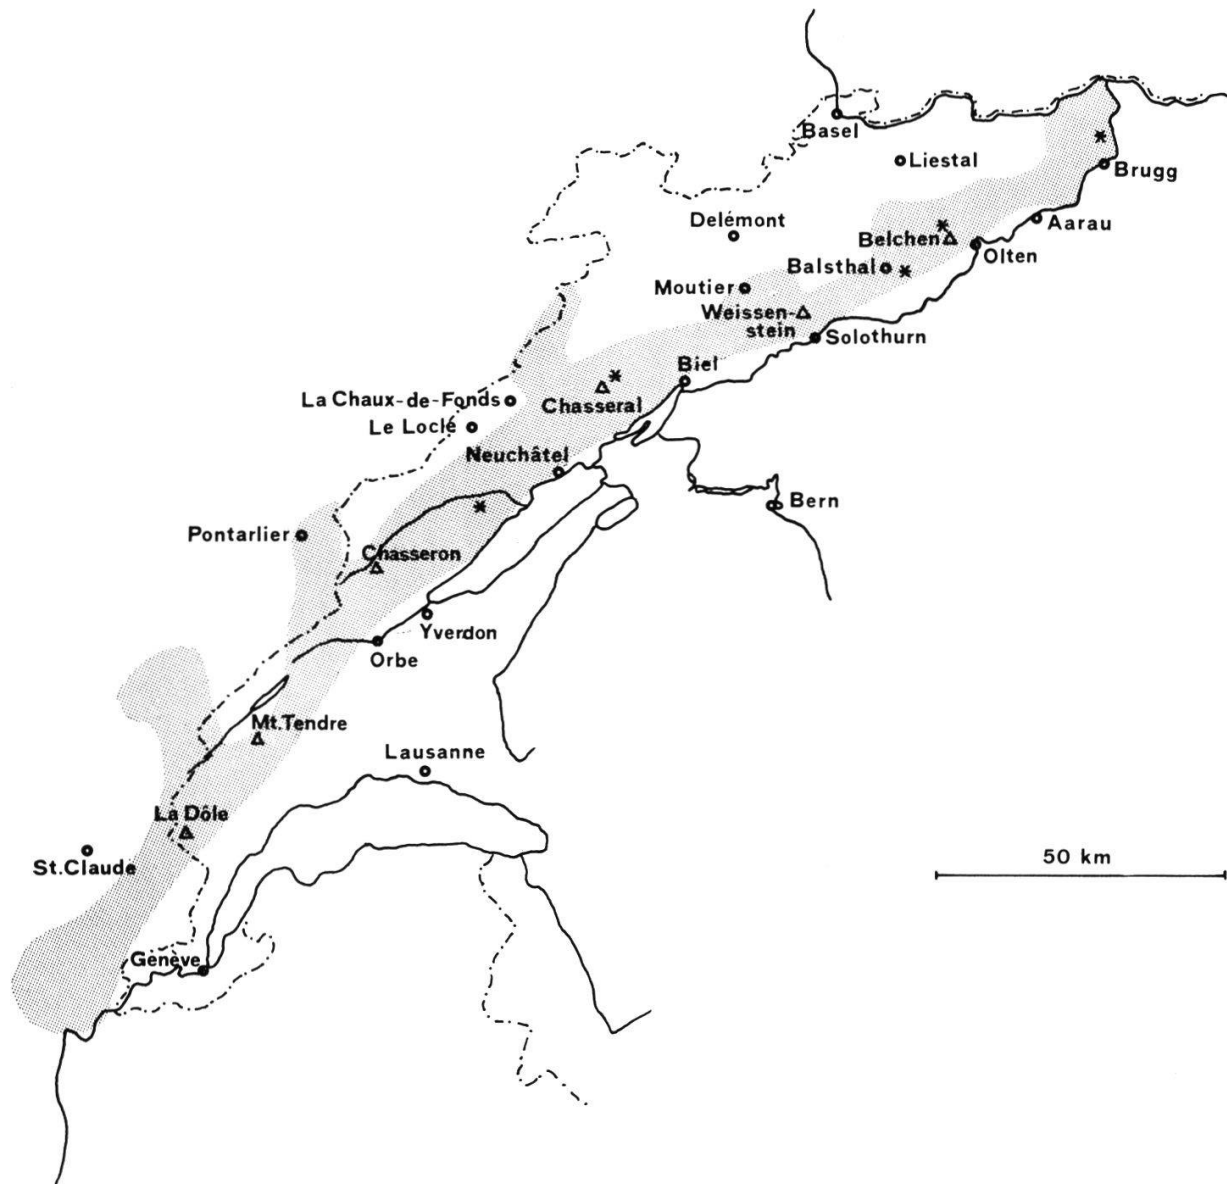 Basel
Liestal
Brugg
Delémont
Aarau
Belchen
Olten
Balsthal
Moutier
Weissen-
stein
Solothurn
Biel
La Chaux-de-Fonds
Chasseral
Le Locle
Neuchâtel
Bern
Pontarlier
Chasseron
Yverdon
Orbe
Mt.Tendre
Lausanne
La Dôle
50 km
St.Claude
Genève